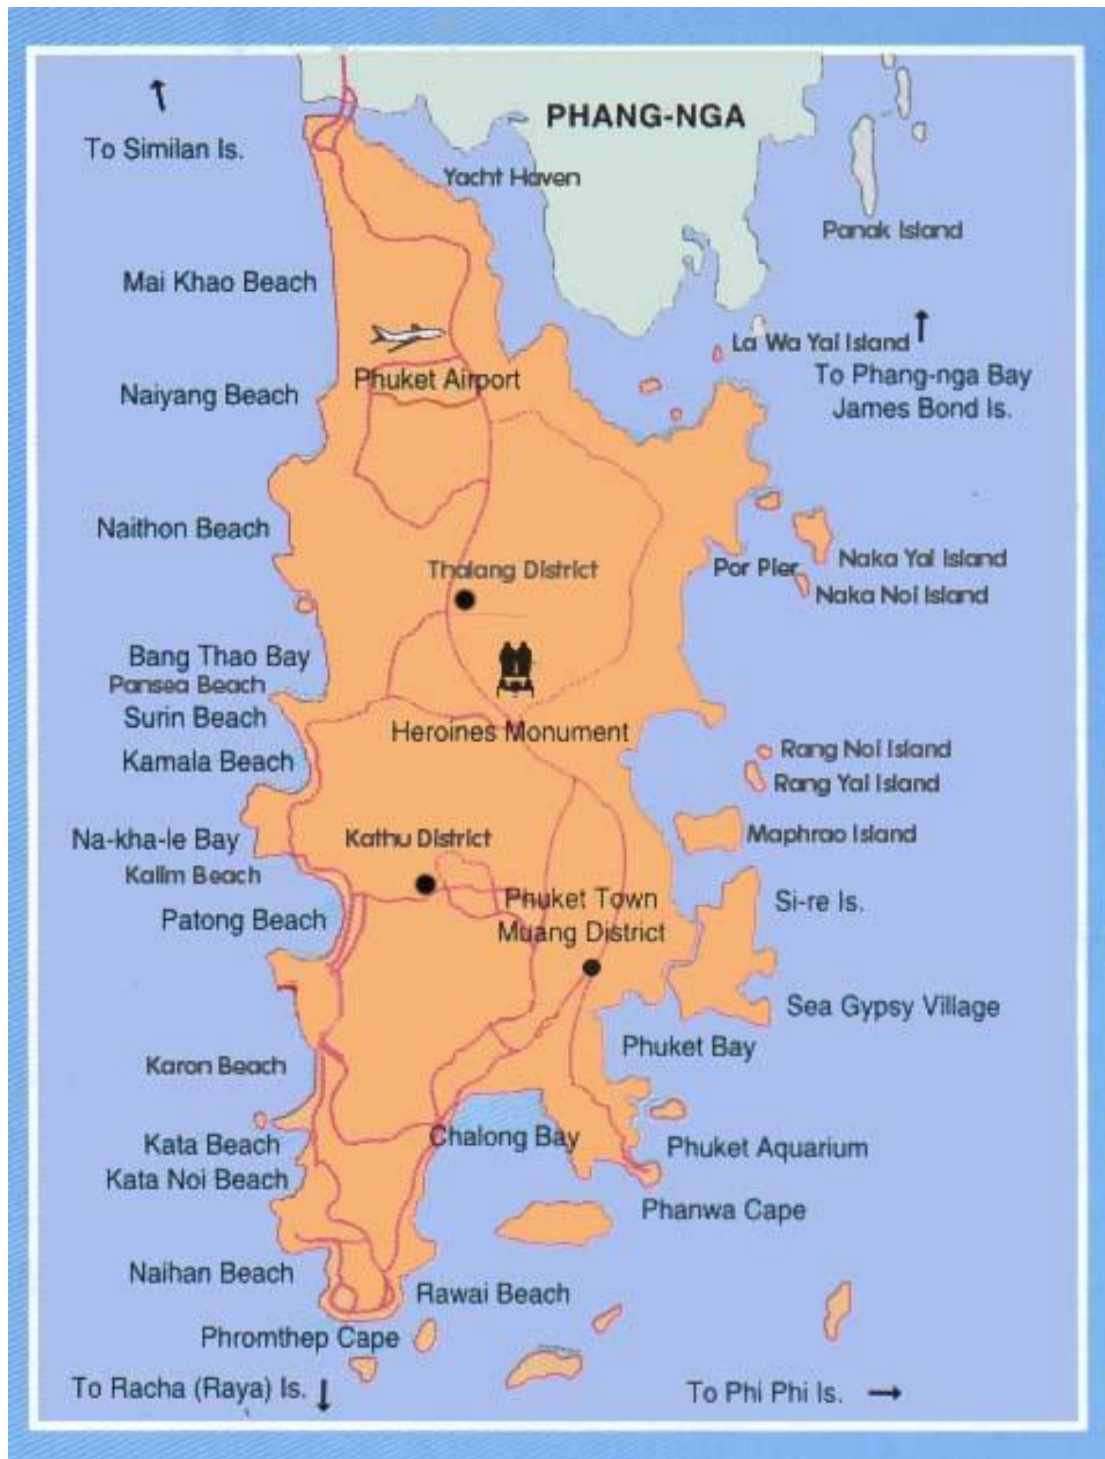 PHANG-NGA
To Similan Is.
Yacht Haven
Panak Island
Mai Khao Beach
La Wa Yai Island
To Phang-nga Bay
James Bond Is.
Phuket Airport
Naiyang Beach
Naithon Beach
Thalang District
Por Pier
Naka Yai Island
Naka Noi Island
Bang Thao Bay
Pansea Beach
Surin Beach
Heroines Monument
Kamala Beach
Rang Noi Island
Rang Yai Island
Na-kha-le Bay
Kathu District
Maphrao Island
Kalim Beach
Patong Beach
Phuket Town
Muang District
Si-re Is.
Sea Gypsy Village
Phuket Bay
Karon Beach
Chalong Bay
Kata Beach
Phuket Aquarium
Kata Noi Beach
Phanwa Cape
Naihan Beach
Rawai Beach
Phromthep Cape
To Racha (Raya) Is.
To Phi Phi Is.